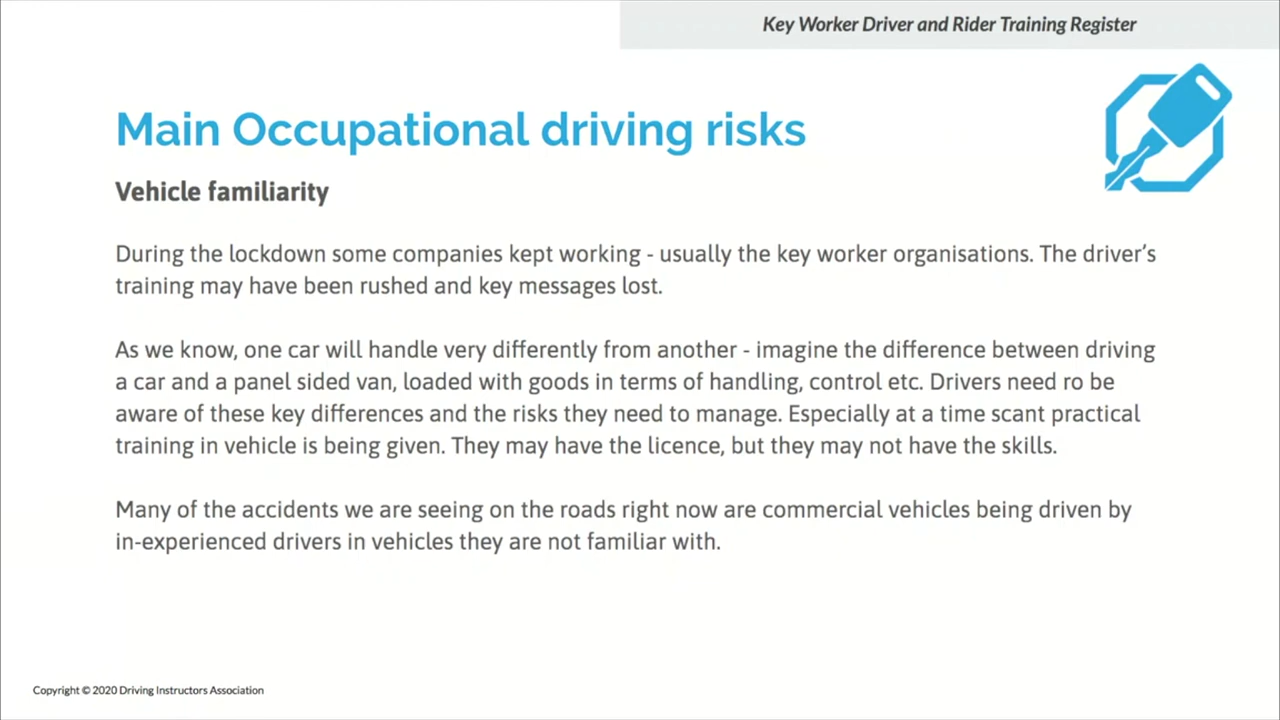 Key Worker Driver and Rider Training Register
Main Occupational driving risks
Vehicle familiarity
During the lockdown some companies kept working - usually the key worker organisations. The driver's
training may have been rushed and key messages lost.
As we know, one car will handle very differently from another - imagine the difference between driving
a car and a panel sided van, loaded with goods in terms of handling, control etc. Drivers need ro be
aware of these key differences and the risks they need to manage. Especially at a time scant practical
training in vehicle is being given. They may have the licence, but they may not have the skills.
Many of the accidents we are seeing on the roads right now are commercial vehicles being driven by
in-experienced drivers in vehicles they are not familiar with.
Copyright © 2020 Driving Instructors Association